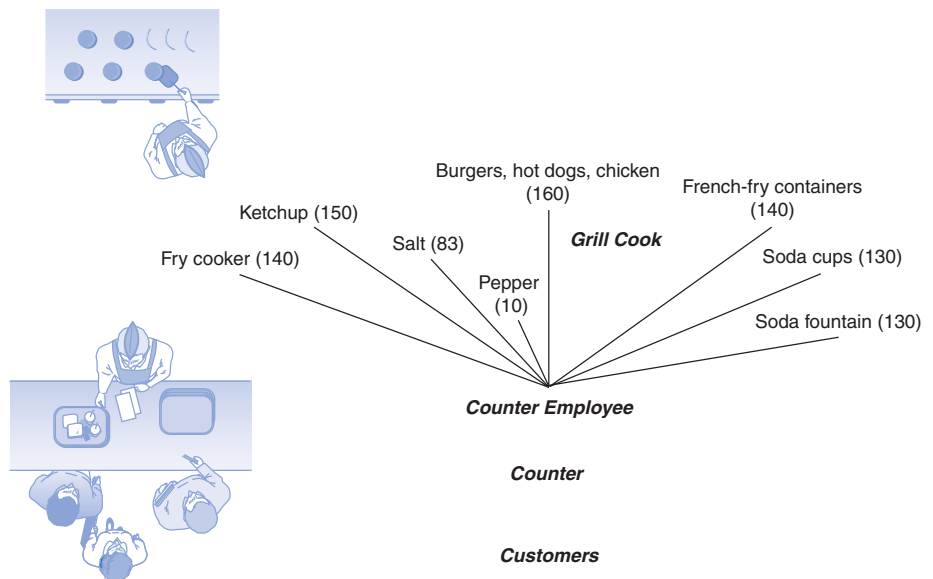 Burgers, hot dogs, chicken
(160)
French-fry containers
(140)
Ketchup (150)
Grill Cook
Salt (83)
Fry cooker (140)
Soda cups (130)
Pepper
(10)
Soda fountain (130)
Counter Employee
Counter
Customers